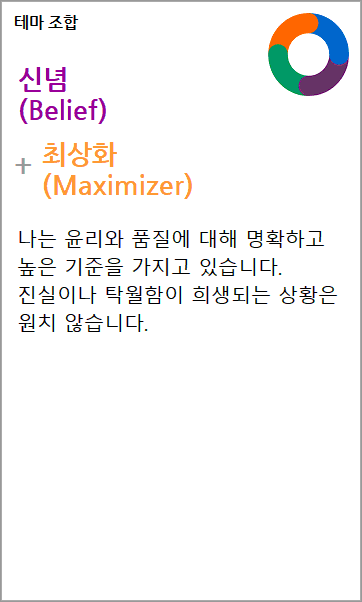 테마 조합
신념
(Belief)
+ 최상화
(Maximizer)
나는 윤리와 품질에 대해 명확하고
높은 기준을 가지고 있습니다.
진실이나 탁월함이 희생되는 상황은
원치 않습니다.